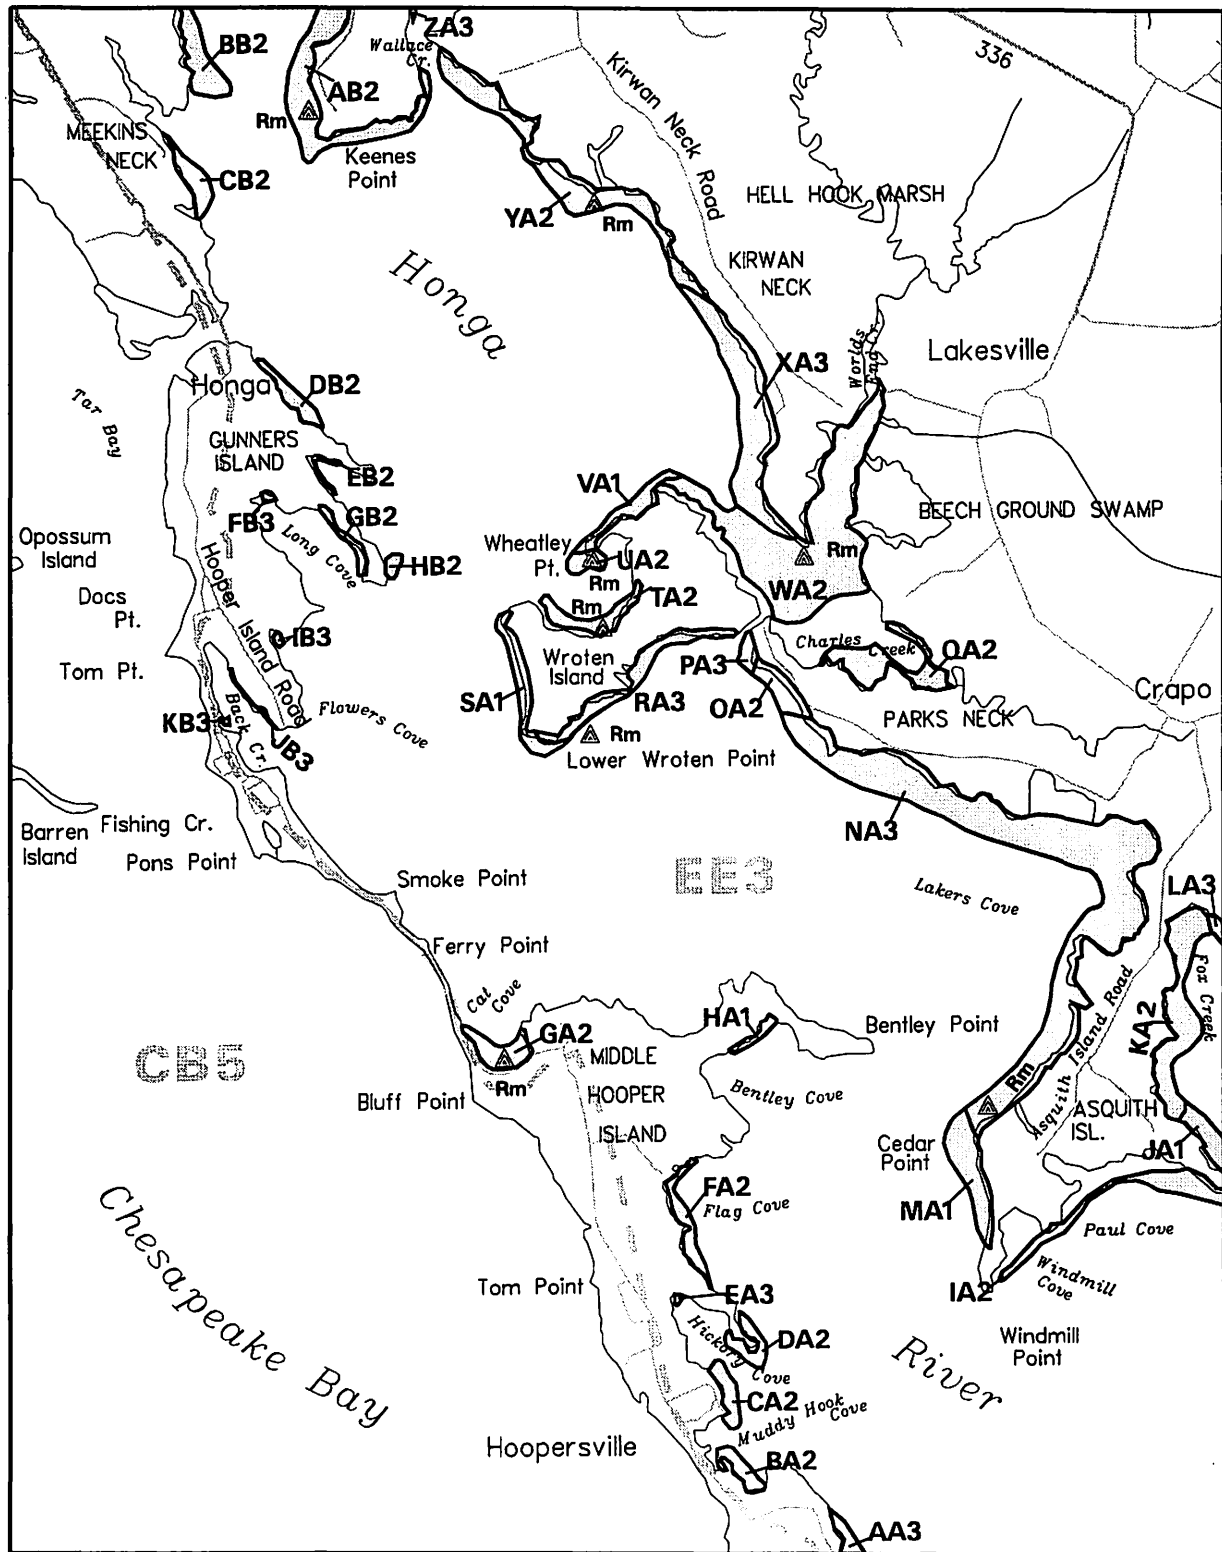 ZA3
BB2
Wallace
Cr.
336
AB2
Rm
MEEKINS
NECK
Keenes
Point
Kirwan Neck Road
CB2
HELL HOOK MARSH
YA2
Rm
KIRWAN
NECK
Honga
Lakesville
Worlds
End Cr.
XA3
Honga
DB2
Tar Bay
GUNNERS
ISLAND
EB2
VA1
FB3
GB2
BEECH GROUND SWAMP
Opossum
Island
Long Cove
Wheatley
Pt.
UA2
Rm
Rm
HB2
WA2
Docs
Pt.
Hooper Island Road
Rm
TA2
IB3
Charles Creek
QA2
Wroten
Island
PA3
Tom Pt.
SA1
RA3
OA2
Crapo
KB3
Back Cr.
JB3
Flowers Cove
PARKS NECK
Rm
Lower Wroten Point
Barren
Island
Fishing Cr.
Pons Point
NA3
EE3
Smoke Point
Lakers Cove
LA3
Ferry Point
Fox Creek
Cat
Cove
HA1
Bentley Point
Asquith Island Road
KA2
GA2
CB5
MIDDLE
HOOPER
ISLAND
Rm
Bluff Point
Bentley Cove
Rm
ASQUITH
ISL.
Cedar
Point
JA1
FA2
Flag Cove
MA1
Paul Cove
Chesapeake Bay
Tom Point
EA3
IA2
Windmill
Cove
Hickory
Cove
DA2
Windmill
Point
River
CA2
Muddy Hook
Cove
Hoopersville
BA2
AA3